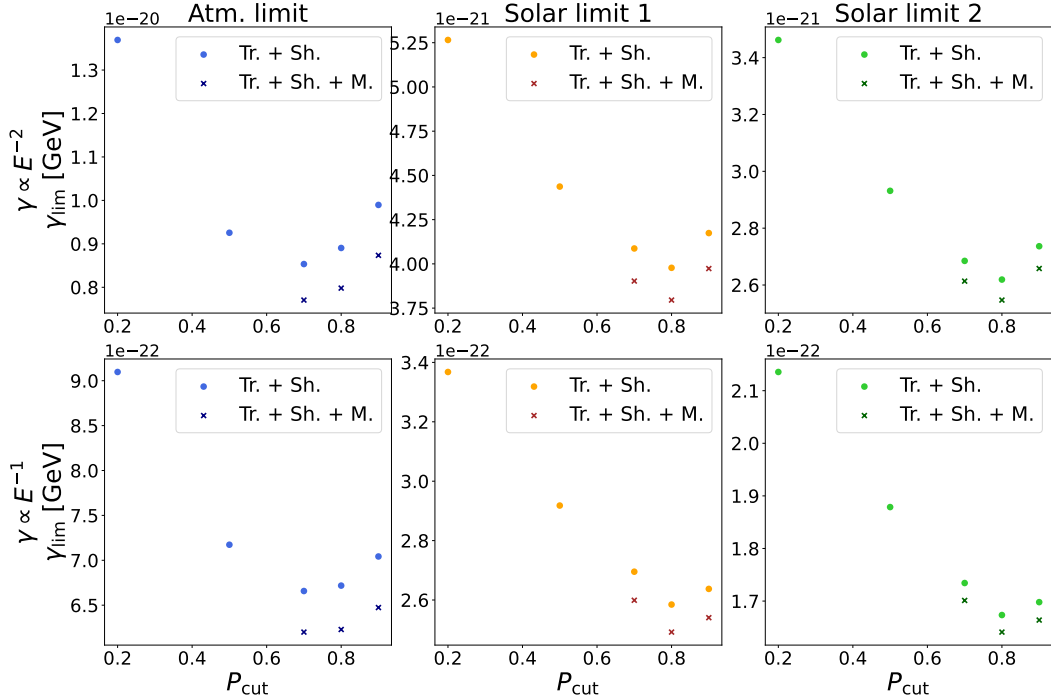 Atm. limit
Solar limit 1
Solar limit 2
1e−20
1e−21
1e−21
γ ∝ E⁻²
γ_lim [GeV]
1.3
1.2
1.1
1.0
0.9
0.8
Tr. + Sh.
Tr. + Sh. + M.
0.2 0.4 0.6 0.8
5.25
5.00
4.75
4.50
4.25
4.00
3.75
Tr. + Sh.
Tr. + Sh. + M.
0.2 0.4 0.6 0.8
3.4
3.2
3.0
2.8
2.6
Tr. + Sh.
Tr. + Sh. + M.
0.2 0.4 0.6 0.8
1e−22
1e−22
1e−22
γ ∝ E⁻¹
γ_lim [GeV]
9.0
8.5
8.0
7.5
7.0
6.5
Tr. + Sh.
Tr. + Sh. + M.
0.2 0.4 0.6 0.8
P_cut
3.4
3.2
3.0
2.8
2.6
Tr. + Sh.
Tr. + Sh. + M.
0.2 0.4 0.6 0.8
P_cut
2.1
2.0
1.9
1.8
1.7
Tr. + Sh.
Tr. + Sh. + M.
0.2 0.4 0.6 0.8
P_cut